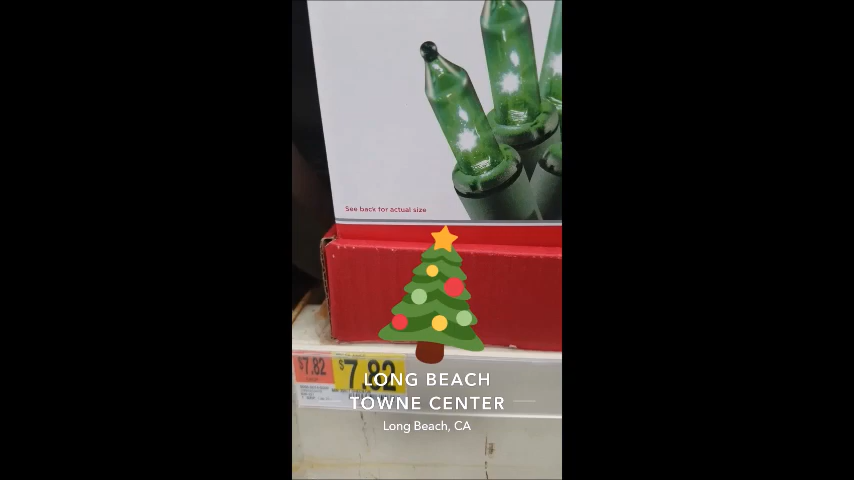 See back for actual size
$7.82
$7.82
LONG BEACH
TOWNE CENTER
Long Beach, CA